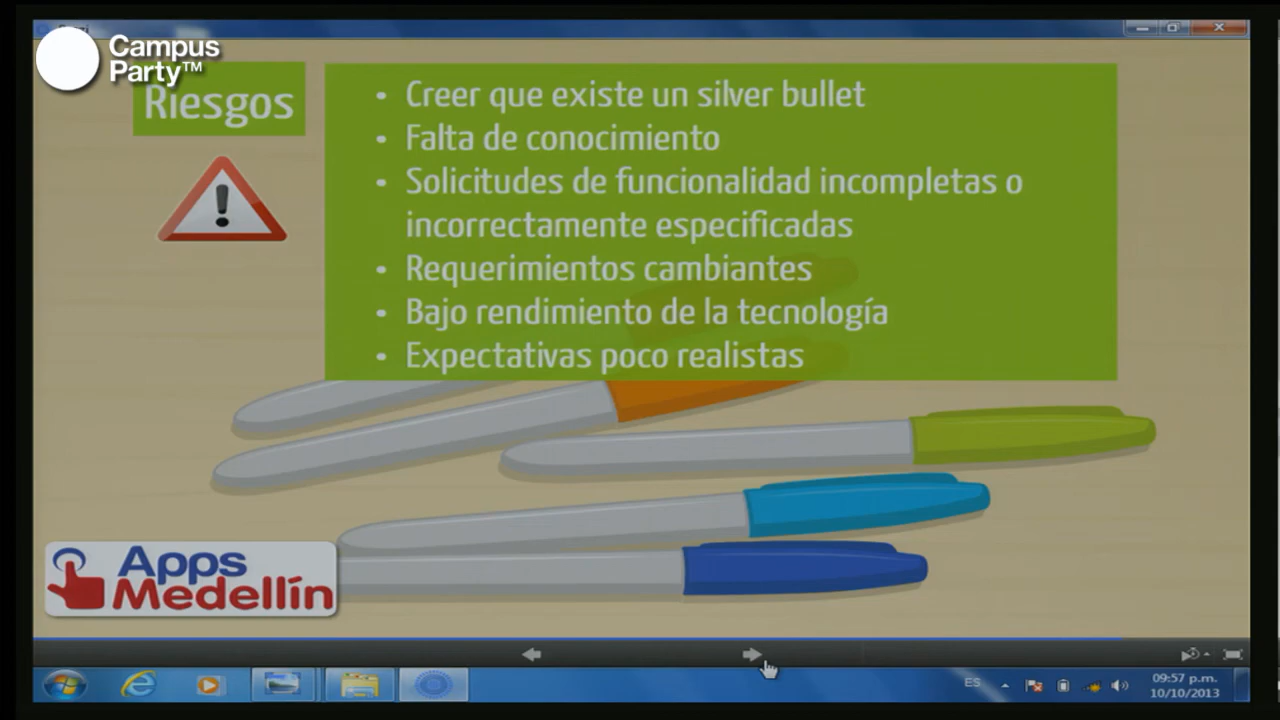 Campus
Party™
Riesgos
• Creer que existe un silver bullet
• Falta de conocimiento
• Solicitudes de funcionalidad incompletas o
incorrectamente especificadas
• Requerimientos cambiantes
• Bajo rendimiento de la tecnología
• Expectativas poco realistas
Apps
Medellín
ES
09:57 p.m.
10/10/2013